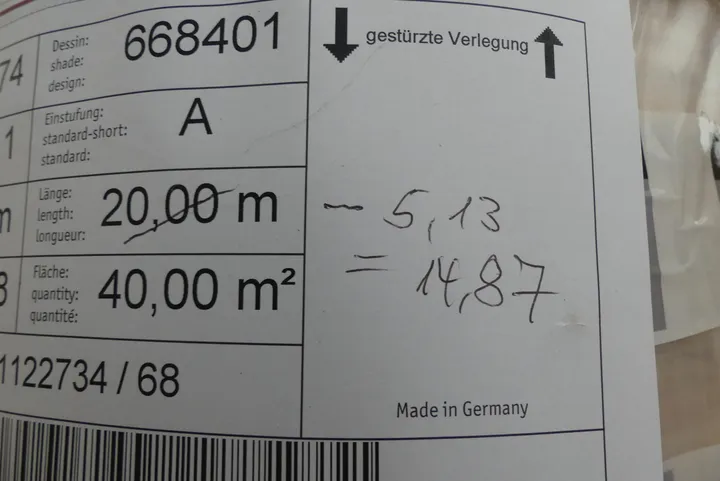 74
Dessin:
shade:
design:
668401
gestürzte Verlegung
1
Einstufung:
standard-short:
standard:
A
Länge:
length:
longueur:
20,00 m
- 5,13
= 14,87
Fläche:
quantity:
quantité:
40,00 m²
1122734 / 68
Made in Germany